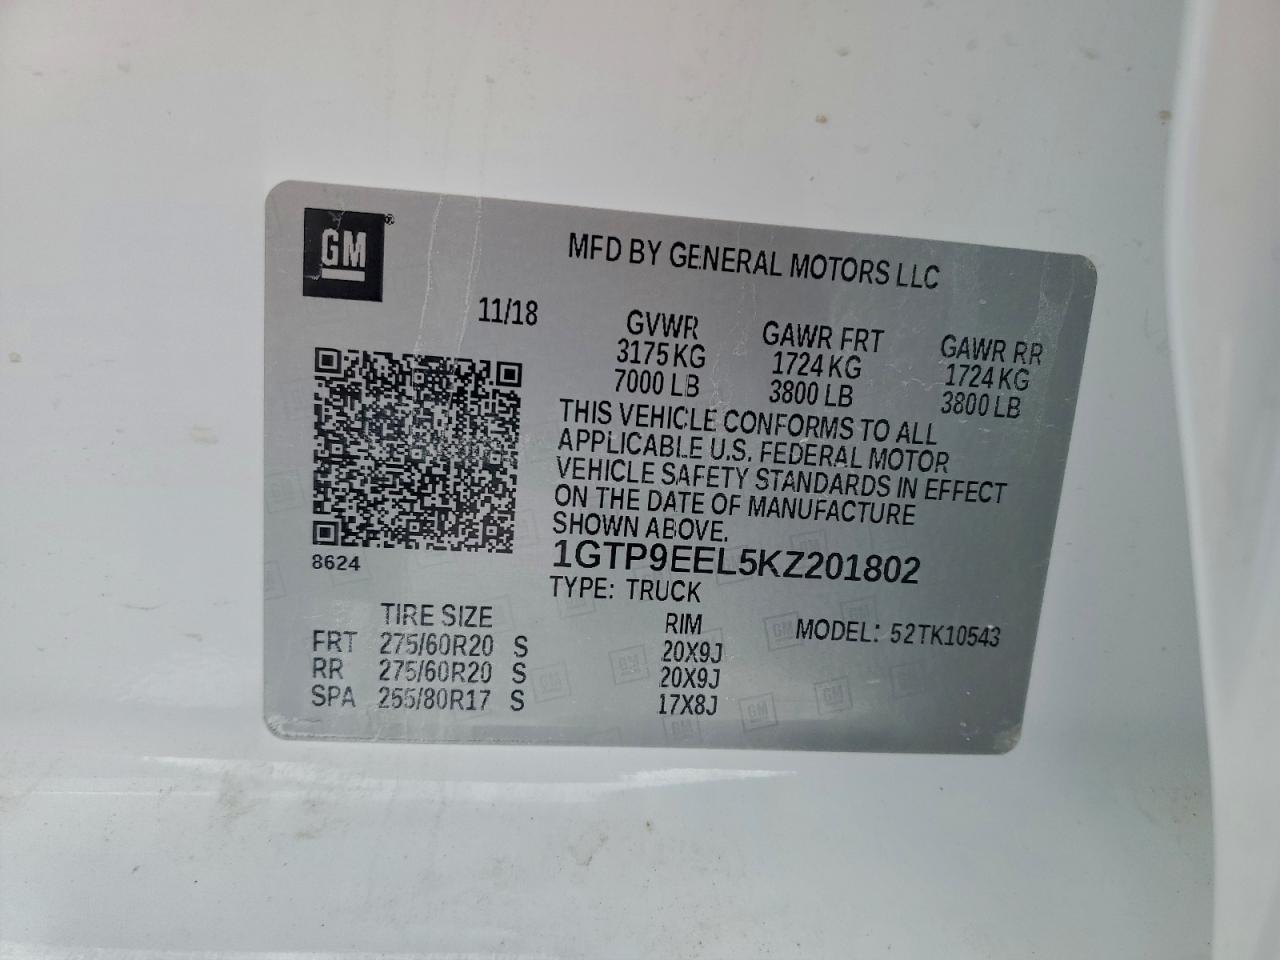 GM®
MFD BY GENERAL MOTORS LLC
11/18
GVWR GAWR FRT GAWR RR
3175 KG 1724 KG 1724 KG
7000 LB 3800 LB 3800 LB
THIS VEHICLE CONFORMS TO ALL
APPLICABLE U.S. FEDERAL MOTOR
VEHICLE SAFETY STANDARDS IN EFFECT
ON THE DATE OF MANUFACTURE
SHOWN ABOVE.
8624
1GTP9EEL5KZ201802
TYPE: TRUCK
TIRE SIZE RIM MODEL: 52TK10543
FRT 275/60R20 S 20X9J
RR 275/60R20 S 20X9J
SPA 255/80R17 S 17X8J